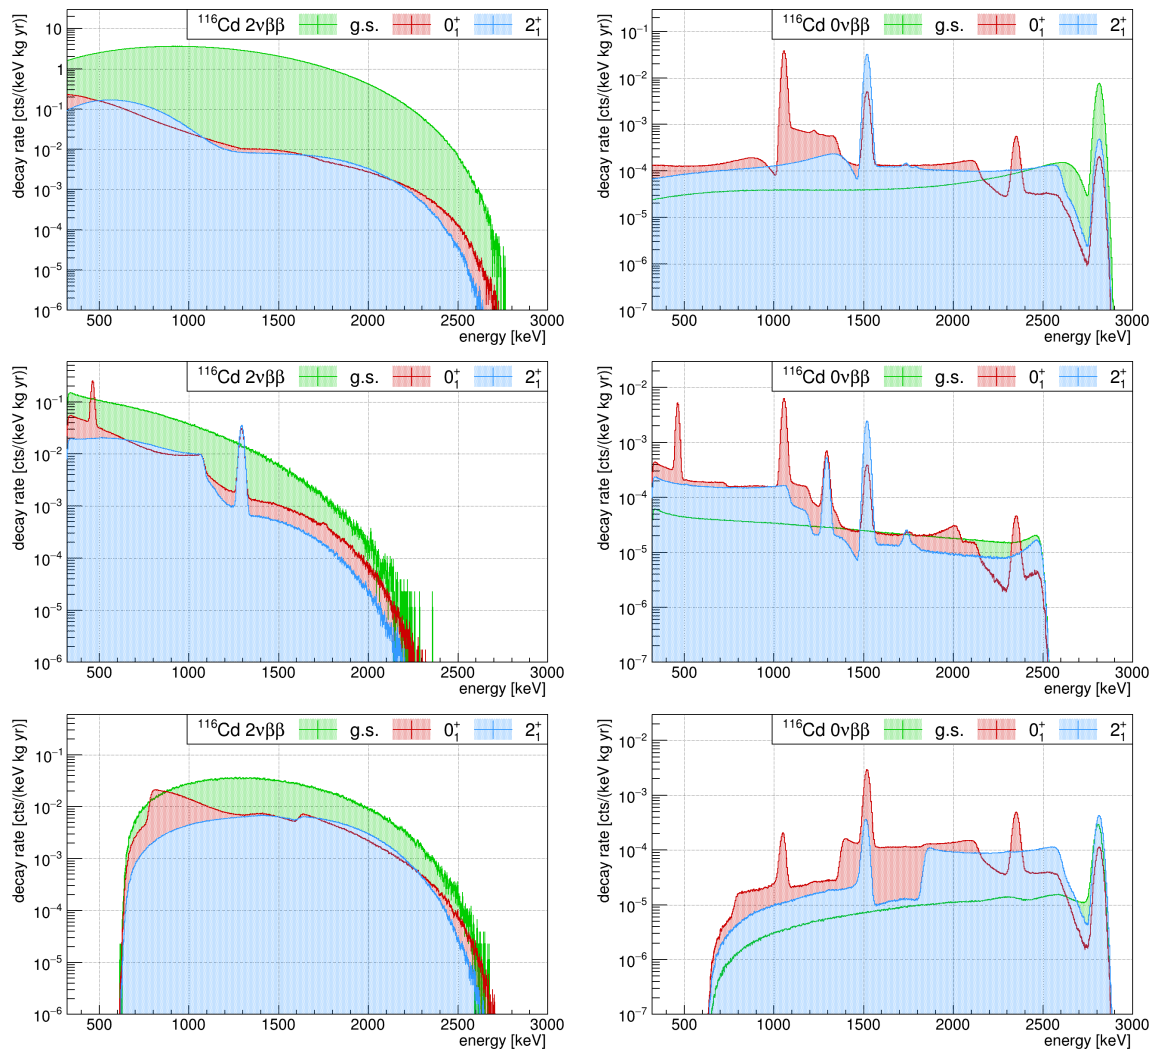 ¹¹⁶Cd 2νββ g.s. 0₁⁺ 2₁⁺
decay rate [cts/(keV kg yr)]
10
1
10⁻¹
10⁻²
10⁻³
10⁻⁴
10⁻⁵
10⁻⁶
500 1000 1500 2000 2500 3000
energy [keV]
¹¹⁶Cd 0νββ g.s. 0₁⁺ 2₁⁺
decay rate [cts/(keV kg yr)]
10⁻¹
10⁻²
10⁻³
10⁻⁴
10⁻⁵
10⁻⁶
10⁻⁷
500 1000 1500 2000 2500 3000
energy [keV]
¹¹⁶Cd 2νββ g.s. 0₁⁺ 2₁⁺
decay rate [cts/(keV kg yr)]
10⁻¹
10⁻²
10⁻³
10⁻⁴
10⁻⁵
10⁻⁶
500 1000 1500 2000 2500 3000
energy [keV]
¹¹⁶Cd 0νββ g.s. 0₁⁺ 2₁⁺
decay rate [cts/(keV kg yr)]
10⁻²
10⁻³
10⁻⁴
10⁻⁵
10⁻⁶
10⁻⁷
500 1000 1500 2000 2500 3000
energy [keV]
¹¹⁶Cd 2νββ g.s. 0₁⁺ 2₁⁺
decay rate [cts/(keV kg yr)]
10⁻¹
10⁻²
10⁻³
10⁻⁴
10⁻⁵
10⁻⁶
500 1000 1500 2000 2500 3000
energy [keV]
¹¹⁶Cd 0νββ g.s. 0₁⁺ 2₁⁺
decay rate [cts/(keV kg yr)]
10⁻²
10⁻³
10⁻⁴
10⁻⁵
10⁻⁶
10⁻⁷
500 1000 1500 2000 2500 3000
energy [keV]